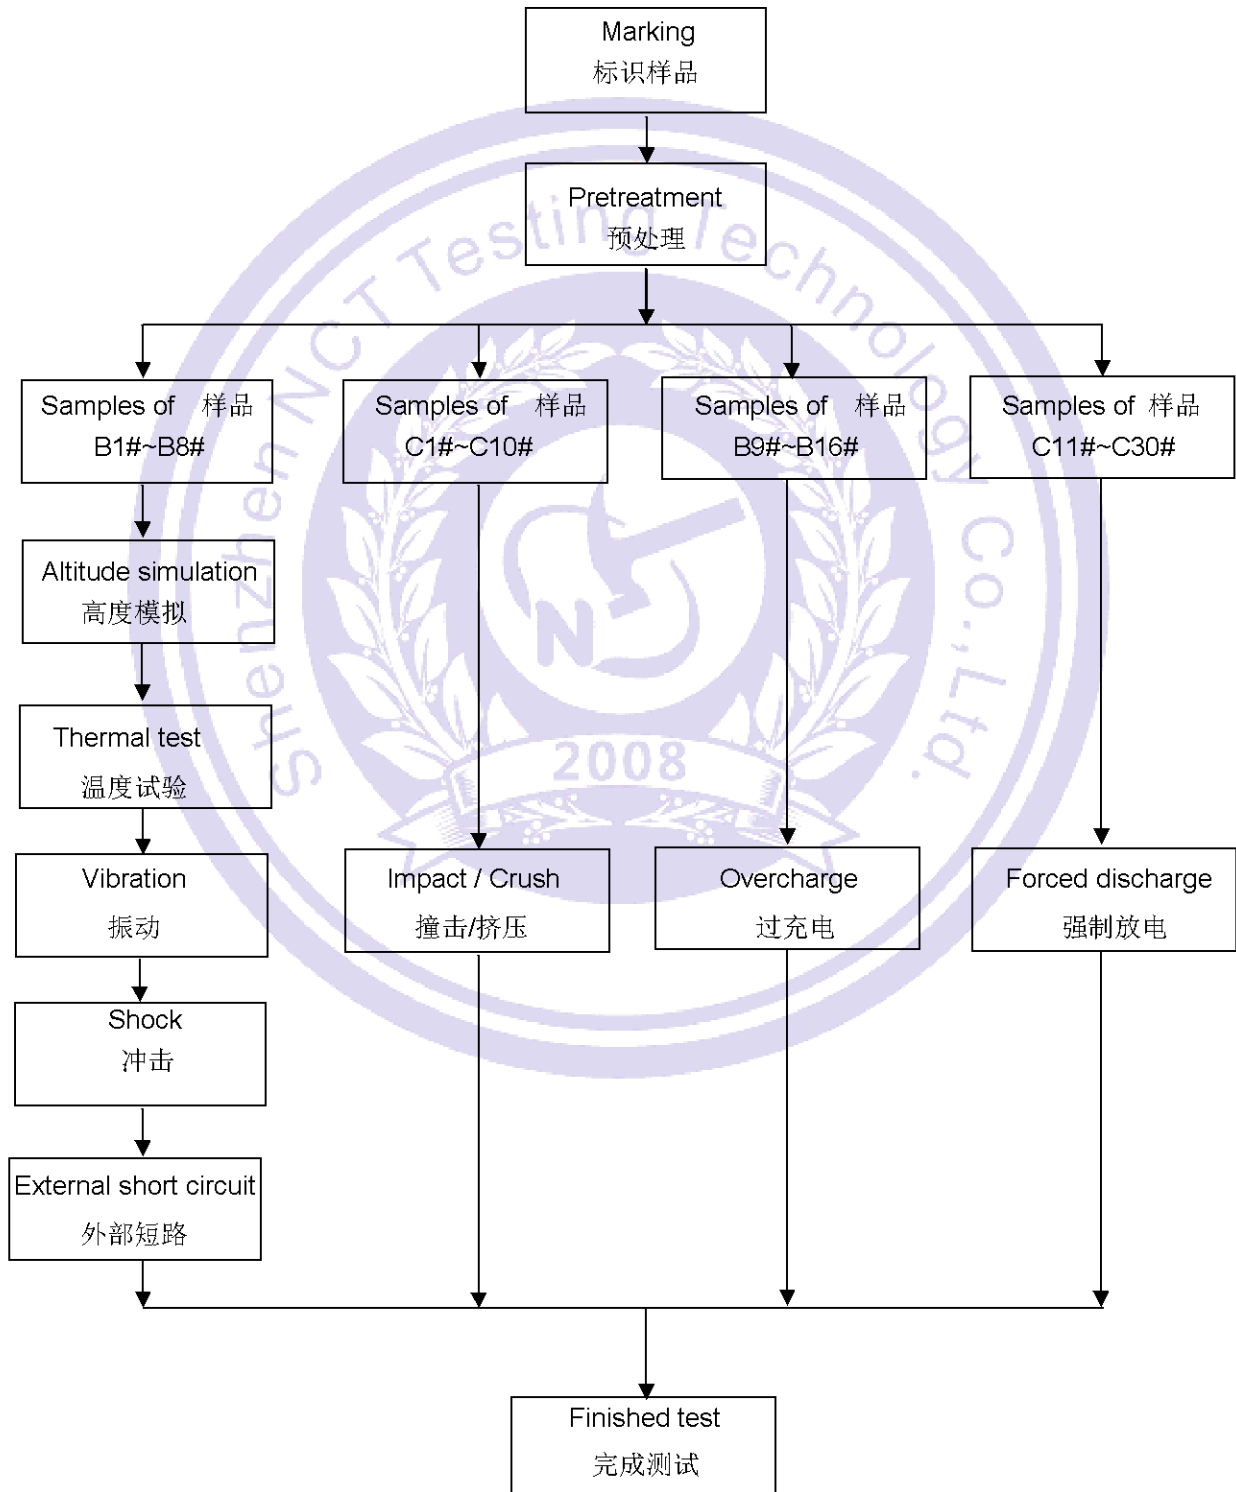 Marking
标识样品
Pretreatment
预处理
Samples of 样品
B1#~B8#
Samples of 样品
C1#~C10#
Samples of 样品
B9#~B16#
Samples of 样品
C11#~C30#
Altitude simulation
高度模拟
Thermal test
温度试验
Vibration
振动
Impact / Crush
撞击/挤压
Overcharge
过充电
Forced discharge
强制放电
Shock
冲击
External short circuit
外部短路
Finished test
完成测试
Shenzhen NCT Testing Technology Co.,Ltd.
N
2008